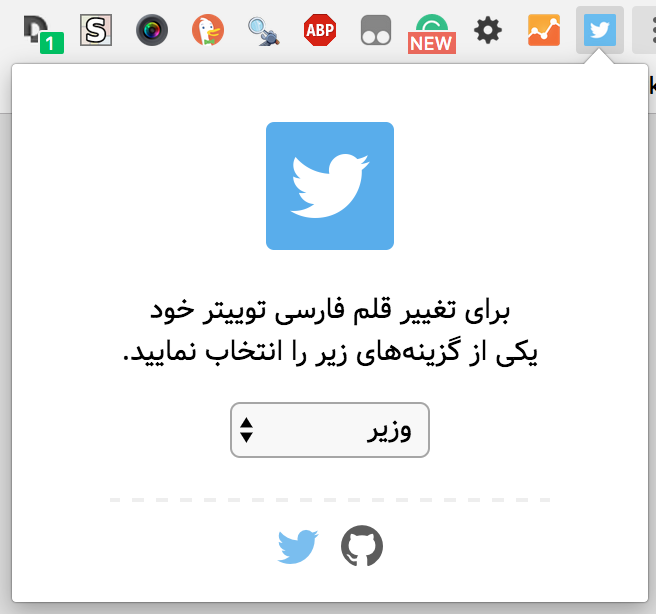 1
S
ABP
NEW
برای تغییر قلم فارسی توییتر خود
یکی از گزینه‌های زیر را انتخاب نمایید.
وزیر